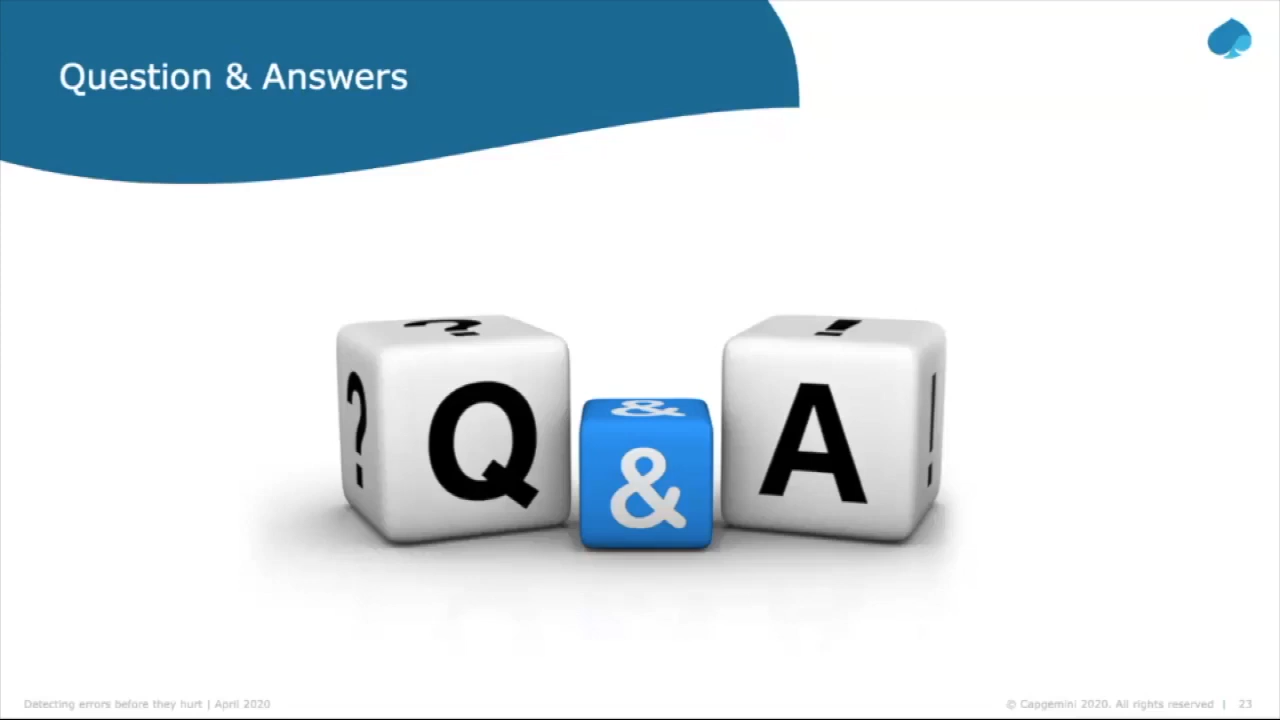 Question & Answers
? ? Q & & A ! !
Detecting errors before they hurt | April 2020
© Capgemini 2020. All rights reserved | 23